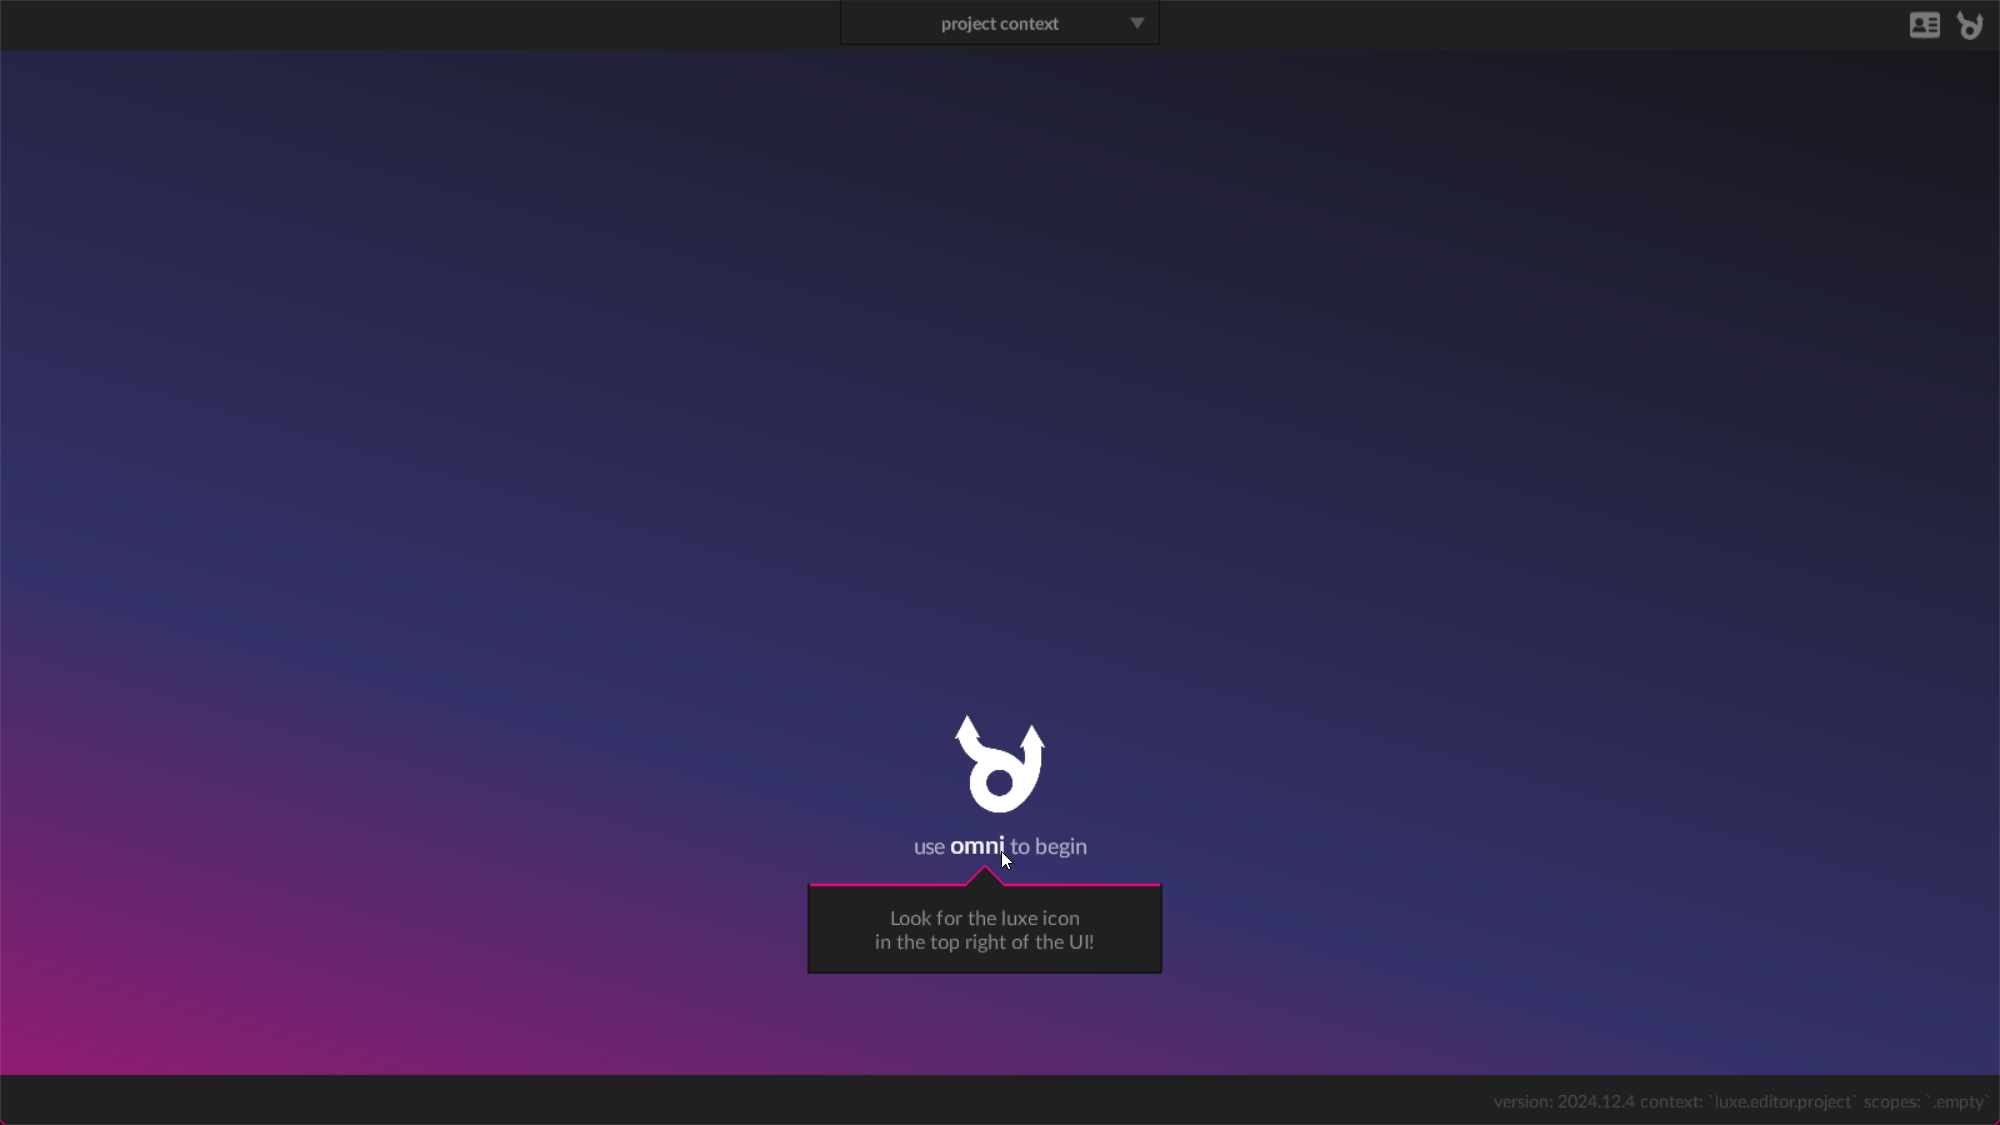 project context
use omni to begin
Look for the luxe icon
in the top right of the UI!
version: 2024.12.4 context: `luxe.editor.project` scopes: `.empty`